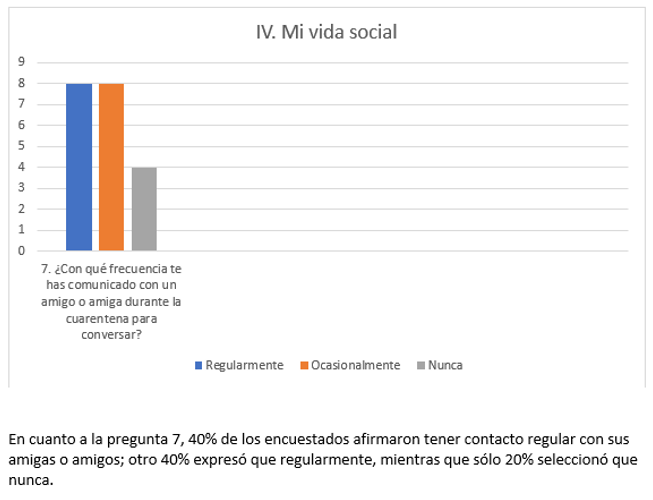 IV. Mi vida social
9
8
7
6
5
4
3
2
1
0
7. ¿Con qué frecuencia te
has comunicado con un
amigo o amiga durante la
cuarentena para
conversar?
Regularmente Ocasionalmente Nunca
En cuanto a la pregunta 7, 40% de los encuestados afirmaron tener contacto regular con sus
amigas o amigos; otro 40% expresó que regularmente, mientras que sólo 20% seleccionó que
nunca.